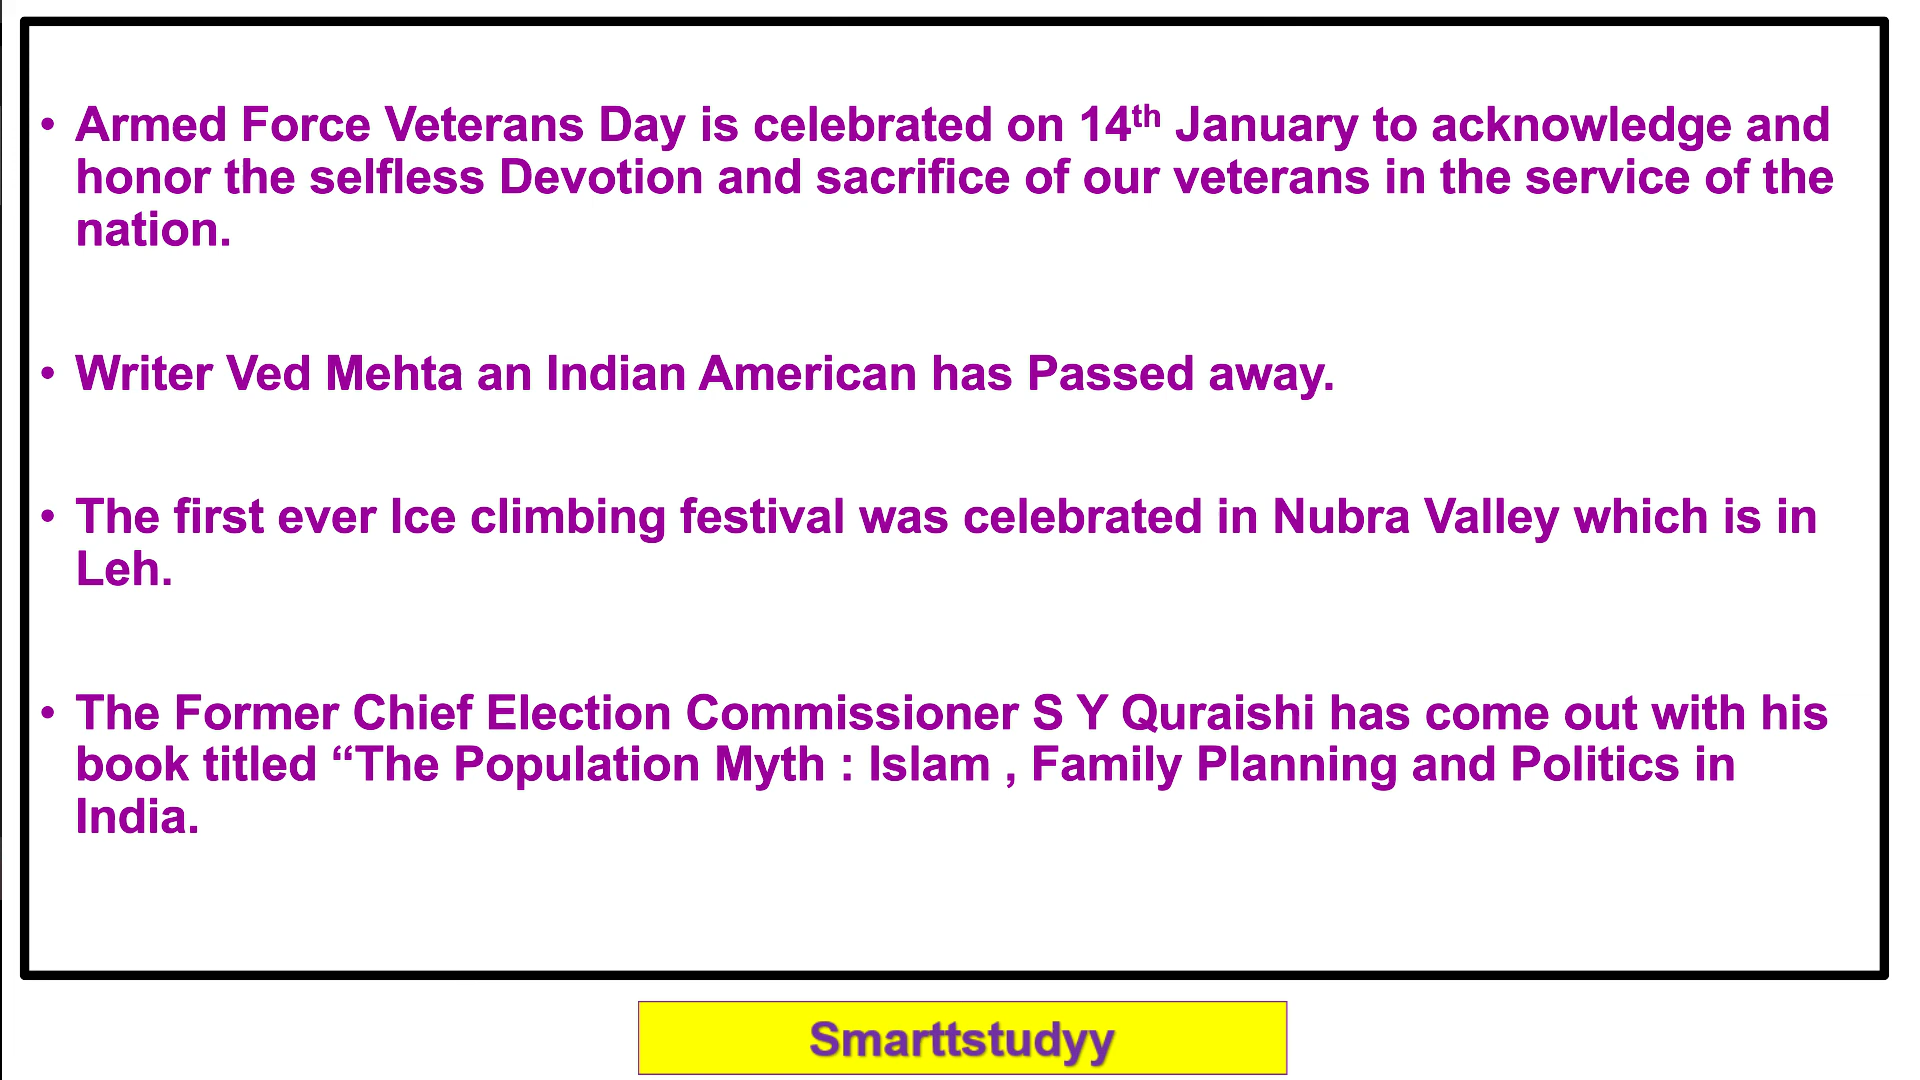 • Armed Force Veterans Day is celebrated on 14th January to acknowledge and
honor the selfless Devotion and sacrifice of our veterans in the service of the
nation.
• Writer Ved Mehta an Indian American has Passed away.
• The first ever Ice climbing festival was celebrated in Nubra Valley which is in
Leh.
• The Former Chief Election Commissioner S Y Quraishi has come out with his
book titled “The Population Myth : Islam , Family Planning and Politics in
India.
Smarttstudyy